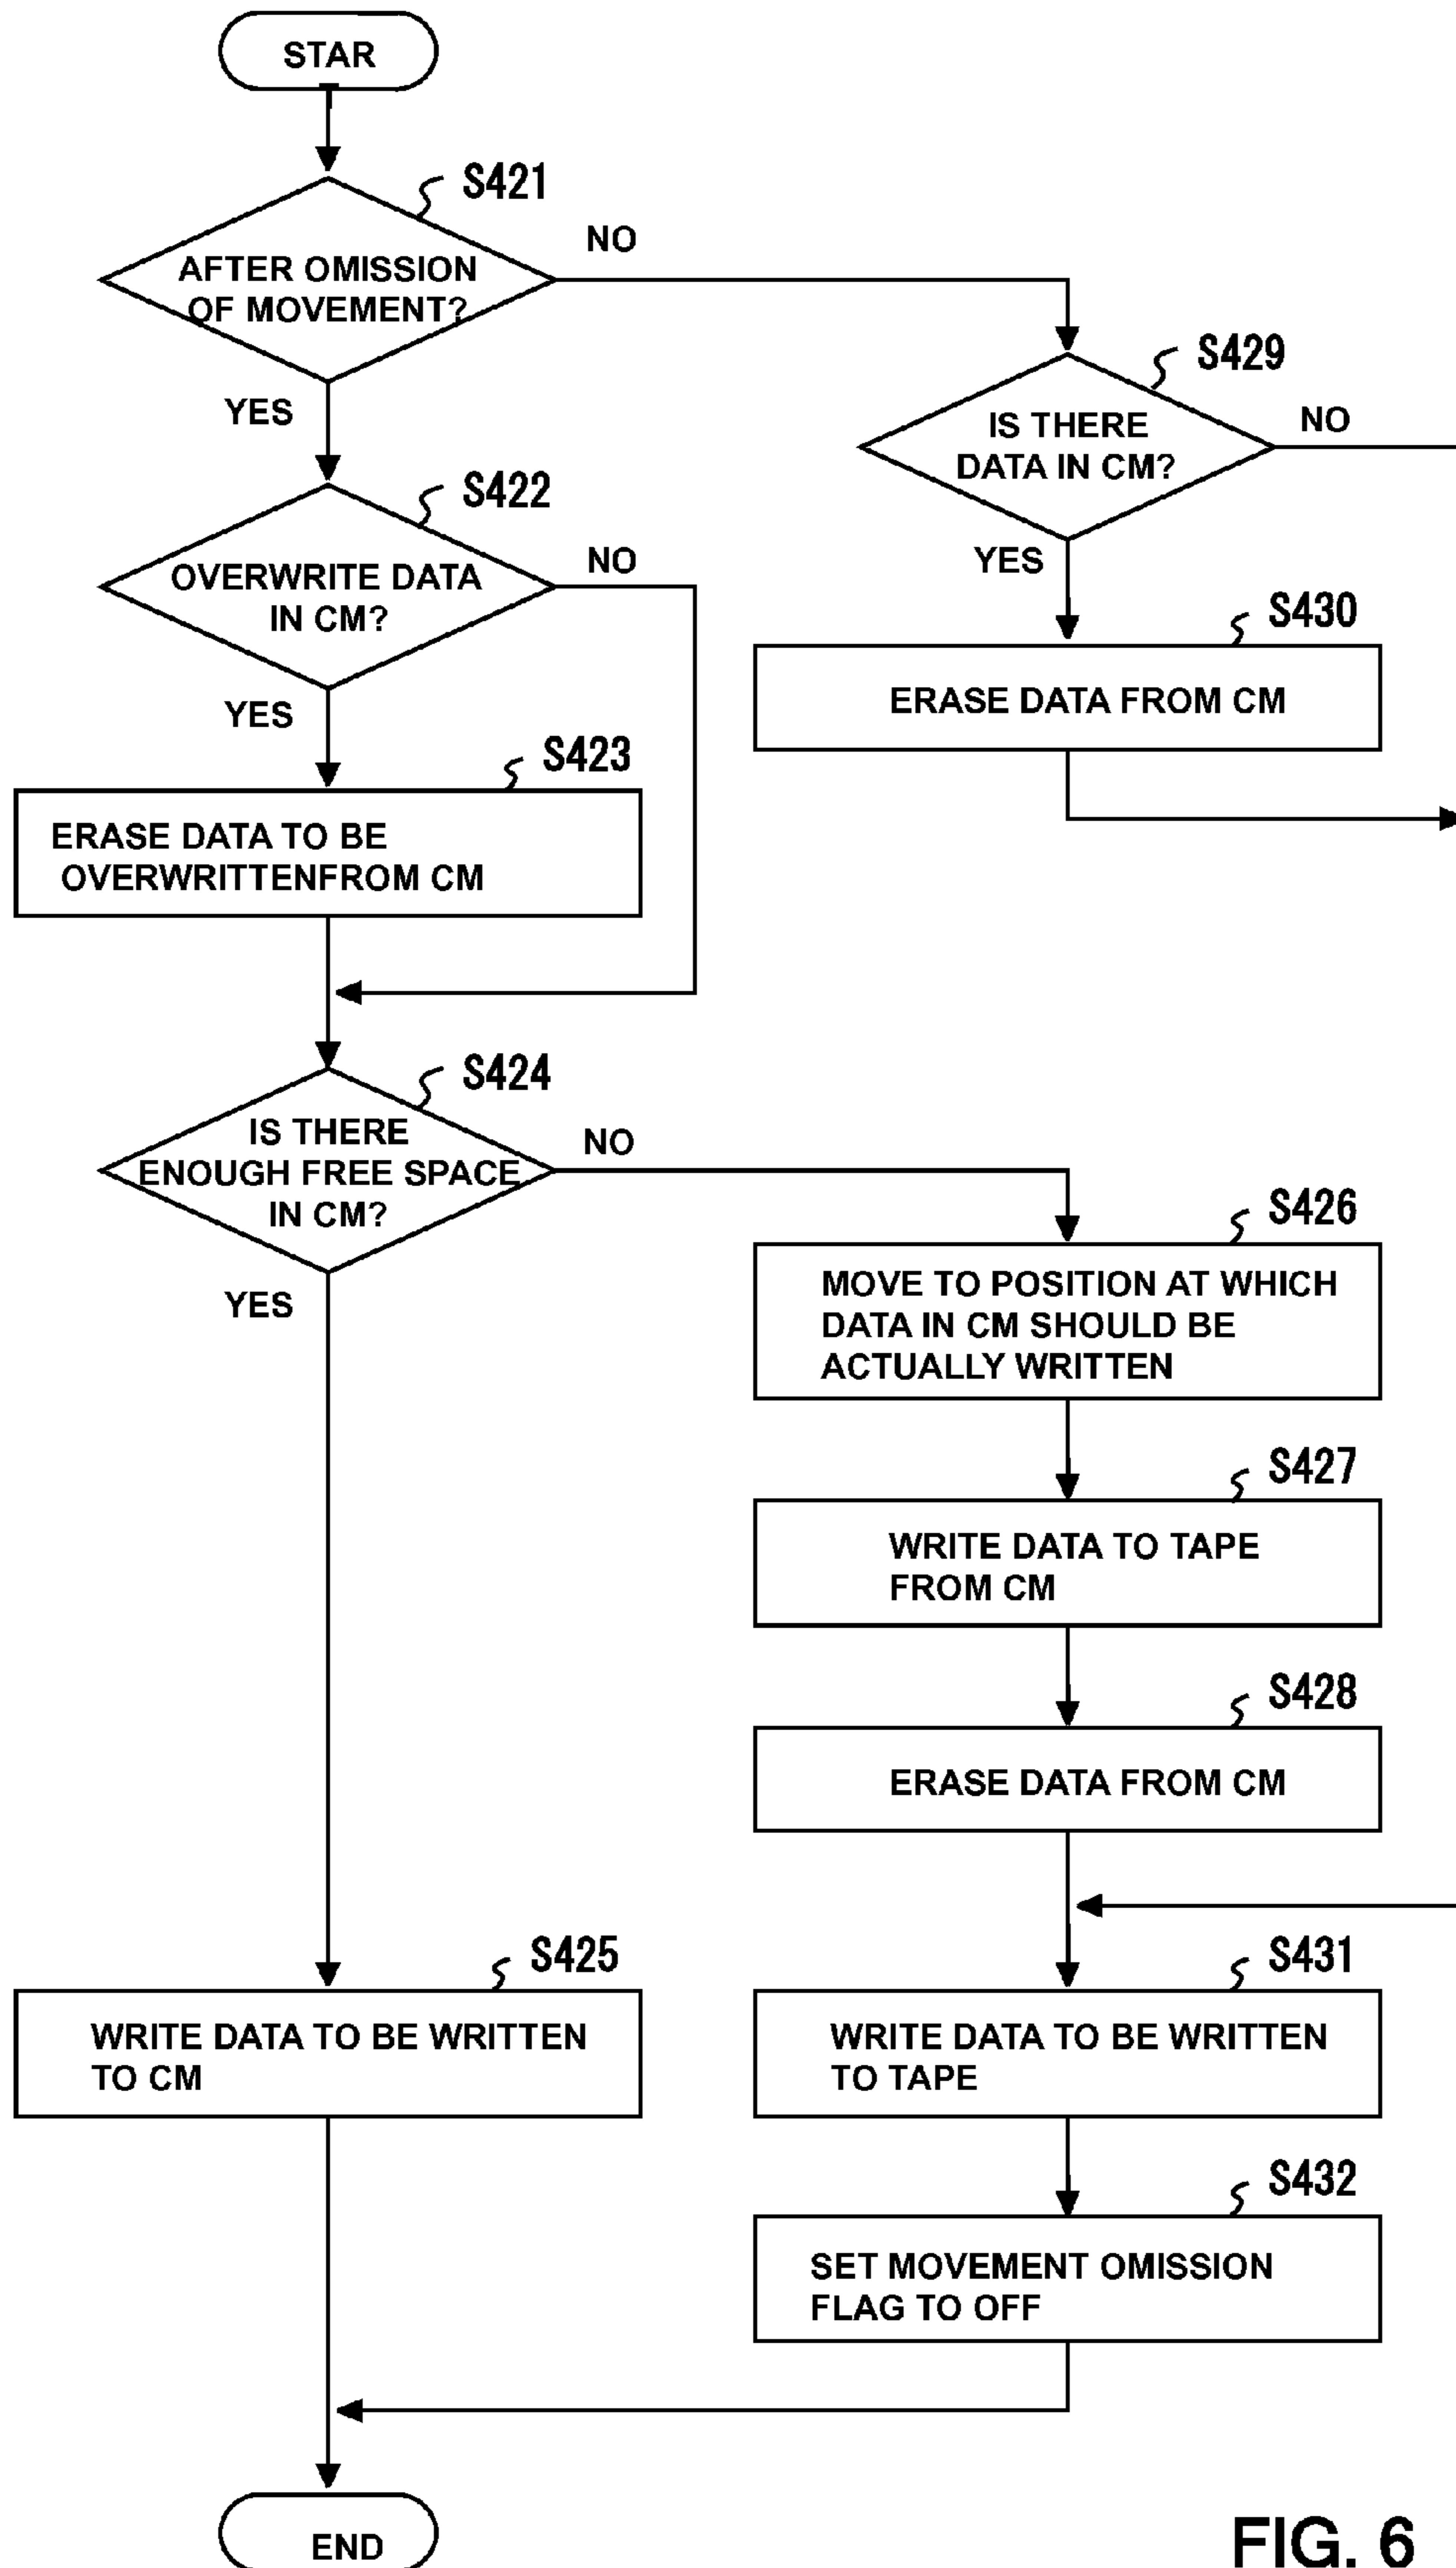 STAR
S421
AFTER OMISSION
OF MOVEMENT?
NO
YES
S429
IS THERE
DATA IN CM?
NO
YES
S422
OVERWRITE DATA
IN CM?
NO
YES
S430
ERASE DATA FROM CM
S423
ERASE DATA TO BE
OVERWRITTENFROM CM
S424
IS THERE
ENOUGH FREE SPACE
IN CM?
NO
YES
S426
MOVE TO POSITION AT WHICH
DATA IN CM SHOULD BE
ACTUALLY WRITTEN
S427
WRITE DATA TO TAPE
FROM CM
S428
ERASE DATA FROM CM
S425
WRITE DATA TO BE WRITTEN
TO CM
S431
WRITE DATA TO BE WRITTEN
TO TAPE
S432
SET MOVEMENT OMISSION
FLAG TO OFF
END
FIG. 6